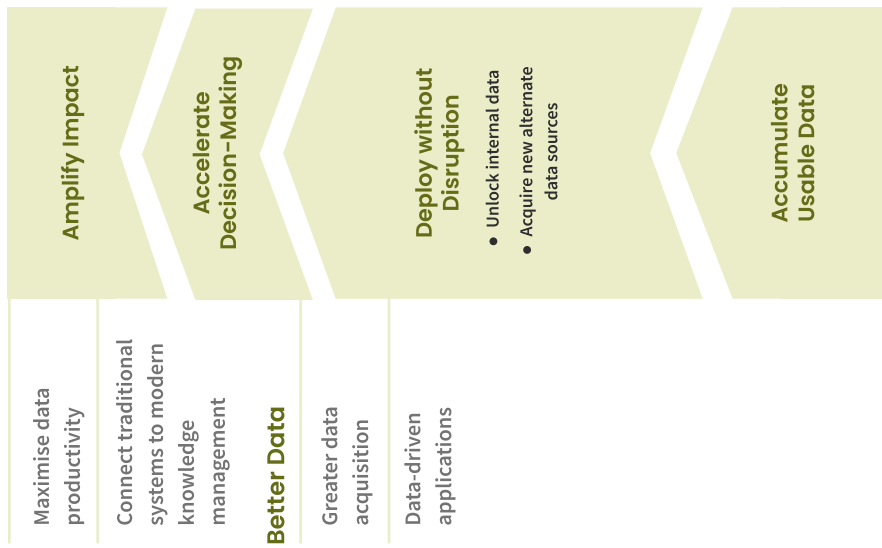 Maximise data
productivity
Connect traditional
systems to modern
knowledge
management
Better Data
Greater data
acquisition
Data-driven
applications
Amplify Impact
Accelerate
Decision-Making
Deploy without
Disruption
● Unlock internal data
● Acquire new alternate
data sources
Accumulate
Usable Data